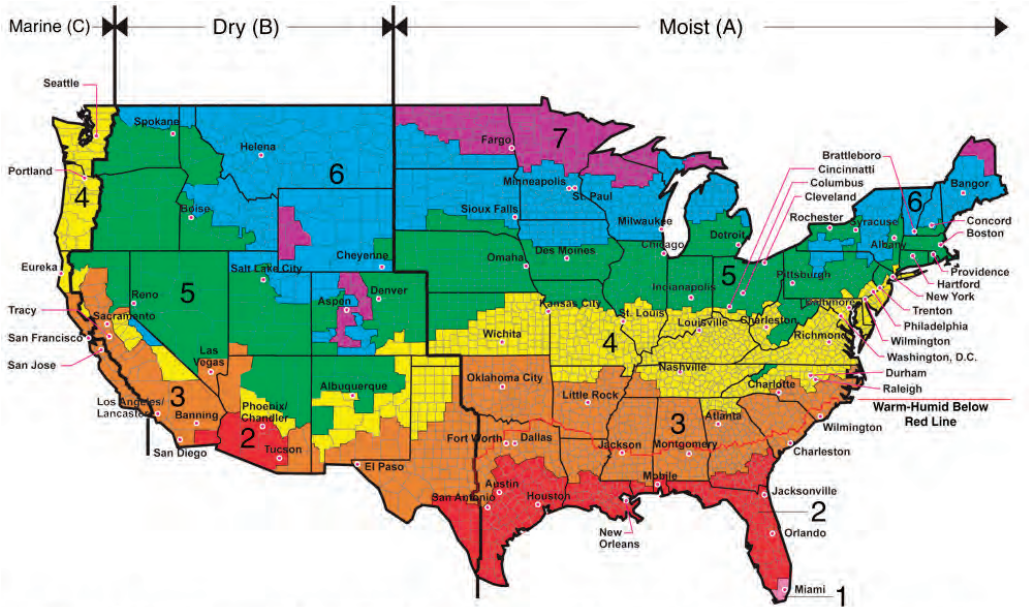 Marine (C)
Dry (B)
Moist (A)
Seattle
Spokane
Helena
Fargo
7
Brattleboro
Cincinnatti
Columbus
Cleveland
Portland
4
6
Minneapolis
St. Paul
Bangor
6
Boise
Sioux Falls
Milwaukee
Rochester
Syracuse
Concord
Boston
Detroit
Albany
Chicago
Eureka
Salt Lake City
Cheyenne
Omaha
Des Moines
5
Pittsburgh
Providence
Hartford
Reno
5
Aspen
Denver
Indianapolis
New York
Tracy
Sacramento
Kansas City
St. Louis
Louisville
Charleston
Baltimore
Trenton
Philadelphia
San Francisco
Wichita
4
Richmond
Wilmington
San Jose
Las
Vegas
Washington, D.C.
3
Albuquerque
Oklahoma City
Nashville
Durham
Charlotte
Raleigh
Los Angeles/
Lancaster
Phoenix/
Chandler
Little Rock
3
Atlanta
Warm-Humid Below
Red Line
Banning
2
Wilmington
Fort Worth
Dallas
Jackson
Montgomery
San Diego
Tucson
El Paso
Charleston
Austin
Mobile
San Antonio
Houston
Jacksonville
New
Orleans
2
Orlando
Miami
1